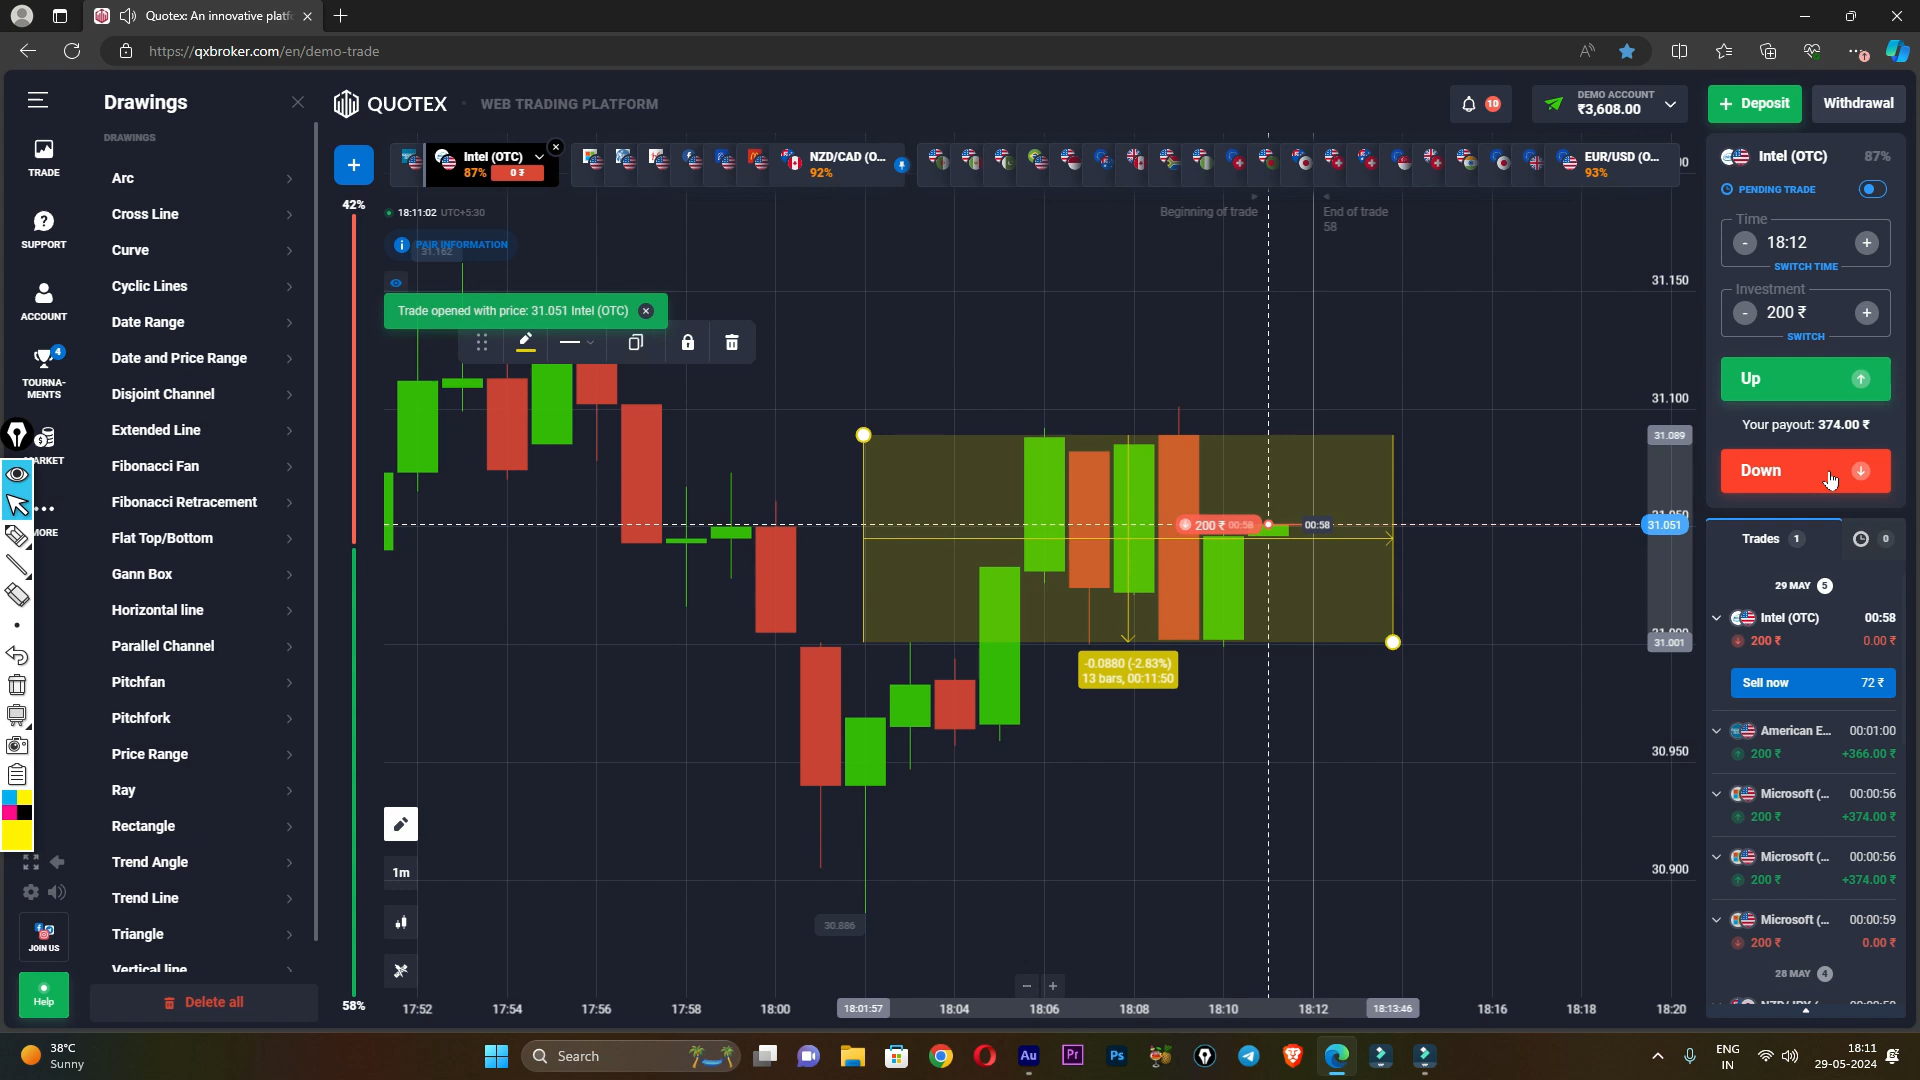 Quotex: An innovative platf
https://qxbroker.com/en/demo-trade
Drawings
QUOTEX
WEB TRADING PLATFORM
10
DEMO ACCOUNT
₹3,608.00
+ Deposit
Withdrawal
DRAWINGS
TRADE
SUPPORT
ACCOUNT
4
TOURNA-
MENTS
MARKET
MORE
JOIN US
Help
Arc
Cross Line
Curve
Cyclic Lines
Date Range
Date and Price Range
Disjoint Channel
Extended Line
Fibonacci Fan
Fibonacci Retracement
Flat Top/Bottom
Gann Box
Horizontal line
Parallel Channel
Pitchfan
Pitchfork
Price Range
Ray
Rectangle
Trend Angle
Trend Line
Triangle
Vertical line
Delete all
Intel (OTC)
87%
0 ₹
NZD/CAD (O...
92%
EUR/USD (O...
93%
42%
58%
18:11:02 UTC+5:30
PAIR INFORMATION
31.162
Trade opened with price: 31.051 Intel (OTC)
Beginning of trade
End of trade
58
31.150
31.100
31.089
31.051
31.001
30.950
30.900
200 ₹ 00:58
00:58
-0.0880 (-2.83%)
13 bars, 00:11:50
30.886
1m
17:52
17:54
17:56
17:58
18:00
18:01:57
18:04
18:06
18:08
18:10
18:12
18:13:46
18:16
18:18
18:20
Intel (OTC)
87%
PENDING TRADE
Time
- 18:12 +
SWITCH TIME
Investment
- 200 ₹ +
SWITCH
Up
Your payout: 374.00 ₹
Down
Trades 1
0
29 MAY 5
Intel (OTC) 00:58
200 ₹ 0.00 ₹
Sell now 72 ₹
American E... 00:01:00
200 ₹ +366.00 ₹
Microsoft (... 00:00:56
200 ₹ +374.00 ₹
Microsoft (... 00:00:56
200 ₹ +374.00 ₹
Microsoft (... 00:00:59
200 ₹ 0.00 ₹
28 MAY 4
38°C
Sunny
Search
Au
Pr
Ps
ENG
IN
18:11
29-05-2024